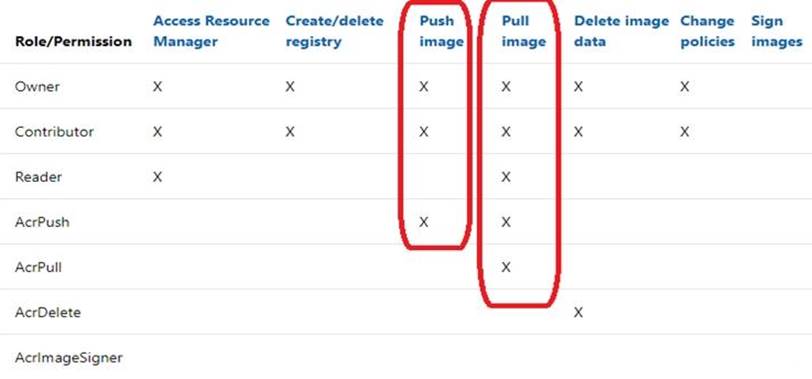 Role/Permission Access Resource Manager Create/delete registry Push image Pull image Delete image data Change policies Sign images
Owner X X X X X X
Contributor X X X X X X
Reader X X
AcrPush X X
AcrPull X
AcrDelete X
AcrImageSigner